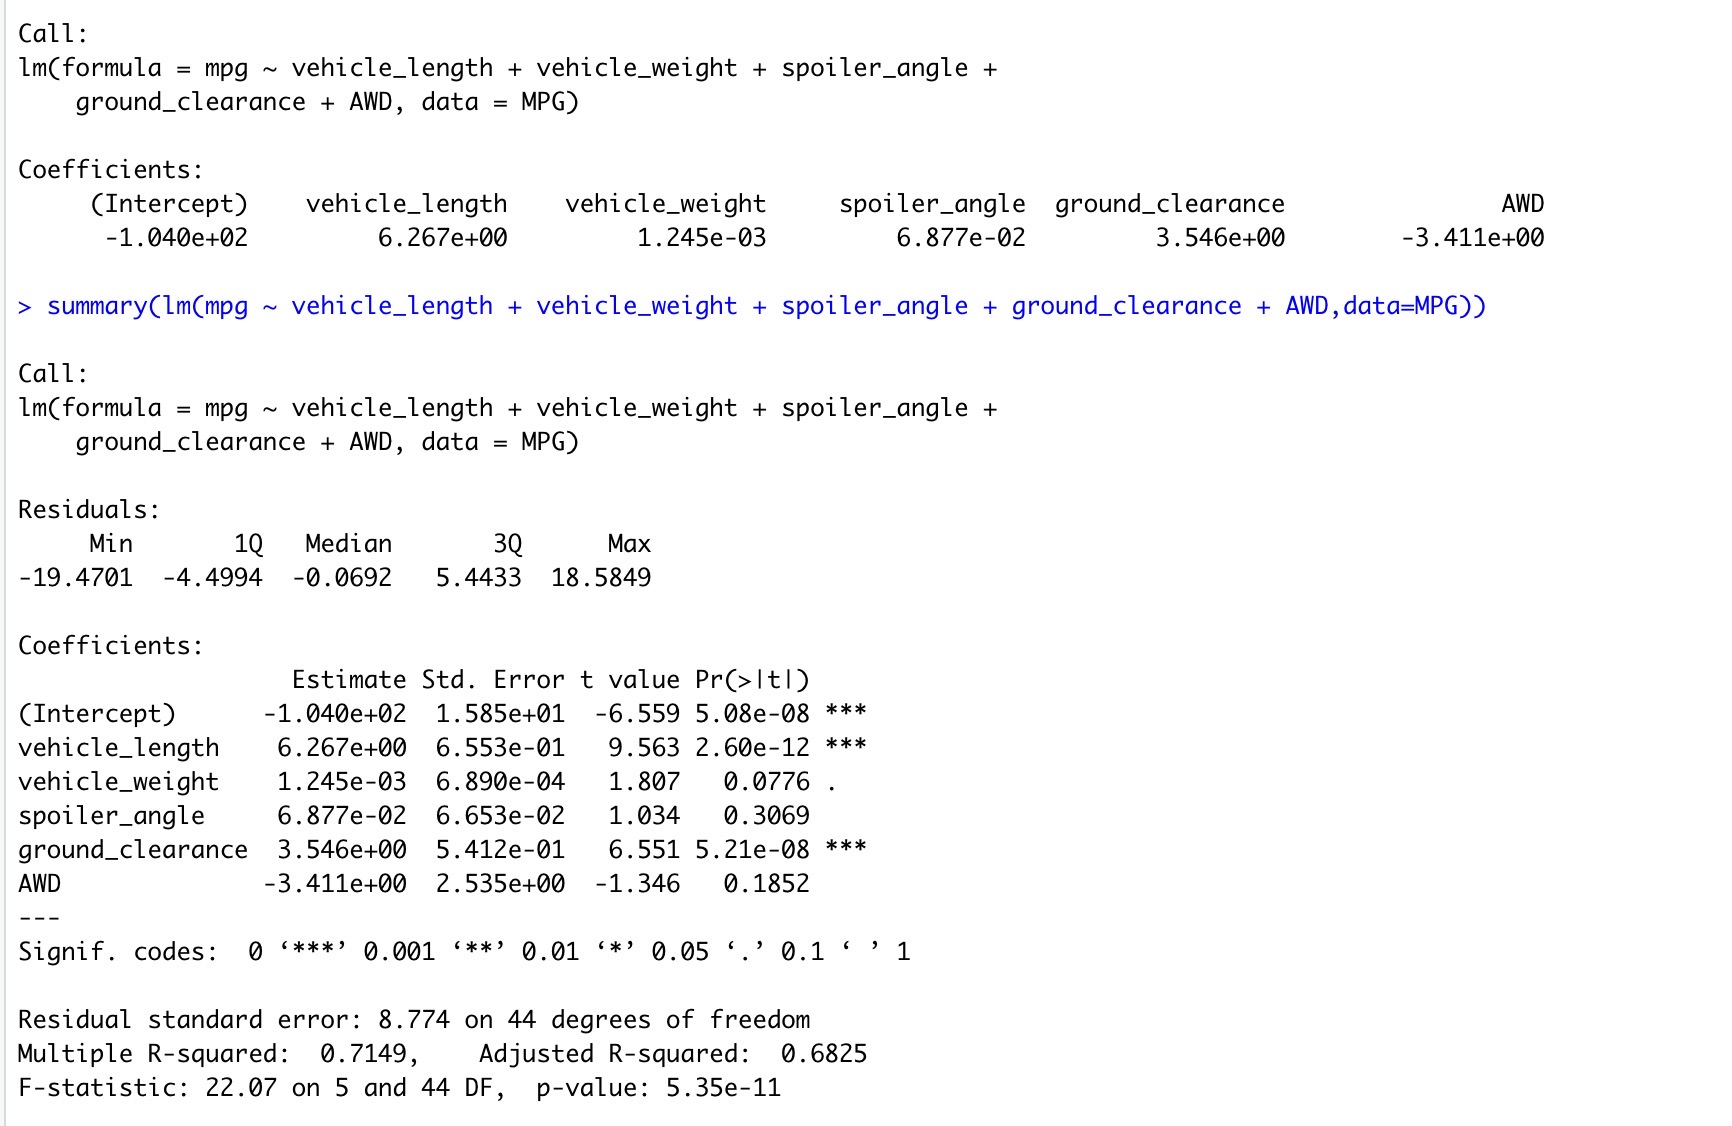 Call:
lm(formula = mpg ~ vehicle_length + vehicle_weight + spoiler_angle +
    ground_clearance + AWD, data = MPG)
Coefficients:
     (Intercept)    vehicle_length    vehicle_weight     spoiler_angle  ground_clearance               AWD
      -1.040e+02         6.267e+00         1.245e-03         6.877e-02         3.546e+00        -3.411e+00
> summary(lm(mpg ~ vehicle_length + vehicle_weight + spoiler_angle + ground_clearance + AWD,data=MPG))
Call:
lm(formula = mpg ~ vehicle_length + vehicle_weight + spoiler_angle +
    ground_clearance + AWD, data = MPG)
Residuals:
     Min       1Q   Median       3Q      Max
-19.4701  -4.4994  -0.0692   5.4433  18.5849
Coefficients:
                   Estimate Std. Error t value Pr(>|t|)
(Intercept)      -1.040e+02  1.585e+01  -6.559 5.08e-08 ***
vehicle_length    6.267e+00  6.553e-01   9.563 2.60e-12 ***
vehicle_weight    1.245e-03  6.890e-04   1.807   0.0776 .
spoiler_angle     6.877e-02  6.653e-02   1.034   0.3069
ground_clearance  3.546e+00  5.412e-01   6.551 5.21e-08 ***
AWD              -3.411e+00  2.535e+00  -1.346   0.1852
---
Signif. codes:  0 ‘***’ 0.001 ‘**’ 0.01 ‘*’ 0.05 ‘.’ 0.1 ‘ ’ 1
Residual standard error: 8.774 on 44 degrees of freedom
Multiple R-squared:  0.7149,    Adjusted R-squared:  0.6825
F-statistic: 22.07 on 5 and 44 DF,  p-value: 5.35e-11